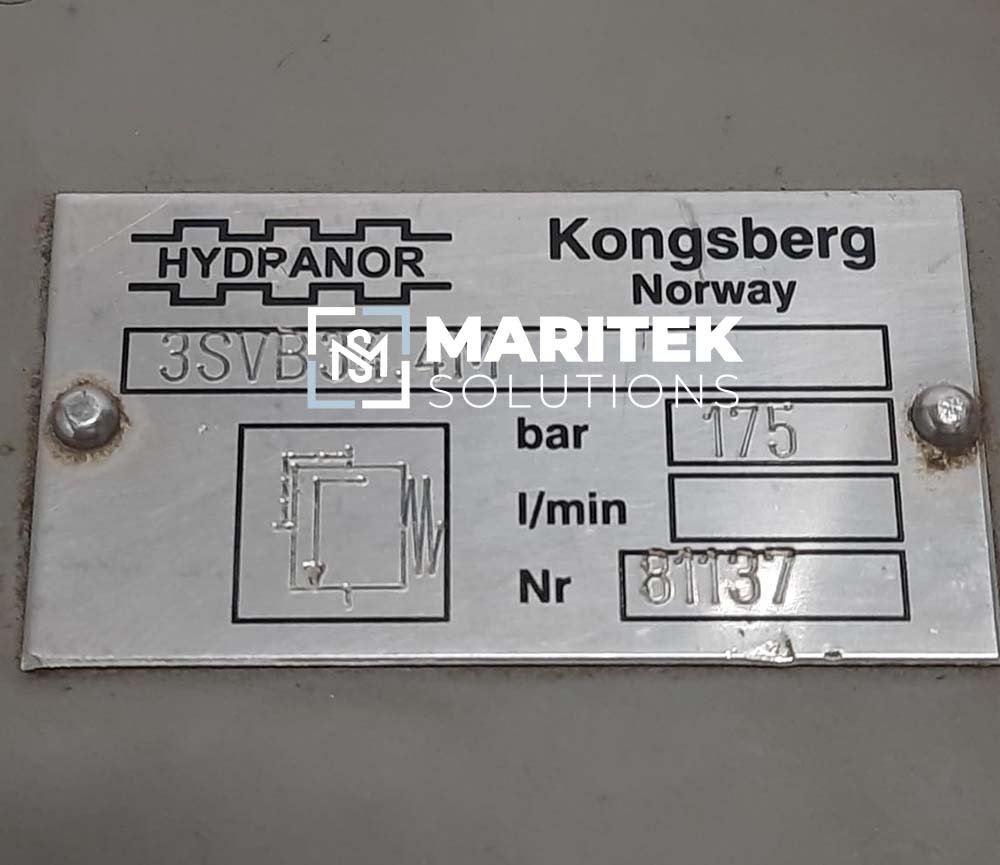 HYDRANOR
Kongsberg
Norway
MARITEK
SOLUTIONS
bar 175
l/min
Nr 81137